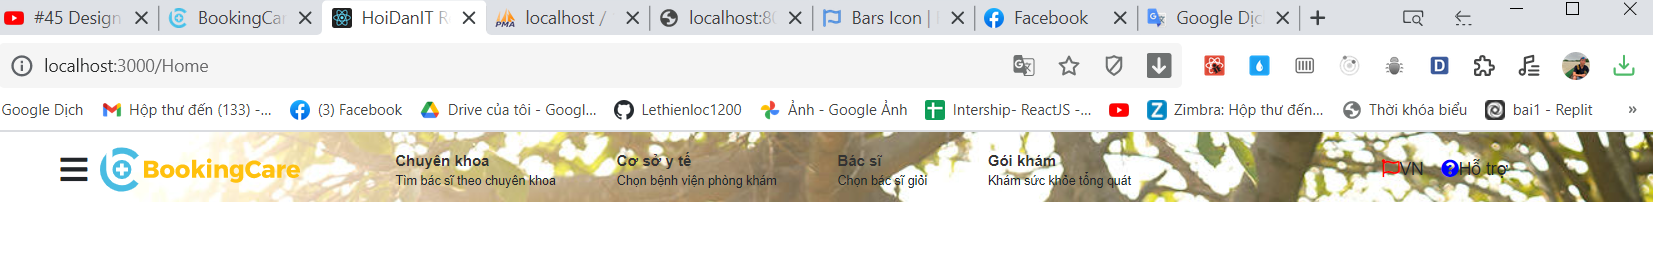 #45 Design
BookingCar
HoiDanIT R
PMA localhost /
localhost:80
Bars Icon |
Facebook
Google Dịc
localhost:3000/Home
Google Dịch
Hộp thư đến (133) -...
(3) Facebook
Drive của tôi - Googl...
Lethienloc1200
Ảnh - Google Ảnh
Intership- ReactJS -...
Zimbra: Hộp thư đến...
Thời khóa biểu
bai1 - Replit
»
BookingCare
Chuyên khoa
Tìm bác sĩ theo chuyên khoa
Cơ sở y tế
Chọn bệnh viện phòng khám
Bác sĩ
Chọn bác sĩ giỏi
Gói khám
Khám sức khỏe tổng quát
VN
Hỗ trợ